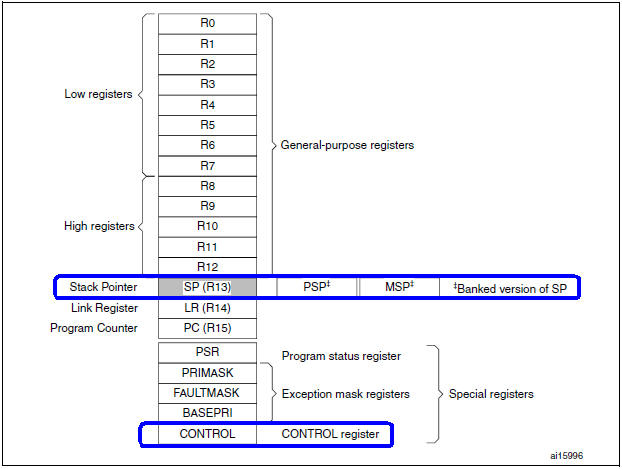 R0
R1
R2
R3
Low registers
R4
R5
R6
General-purpose registers
R7
R8
R9
High registers
R10
R11
R12
Stack Pointer SP (R13) PSP‡ MSP‡ ‡Banked version of SP
Link Register LR (R14)
Program Counter PC (R15)
PSR Program status register
PRIMASK
FAULTMASK Exception mask registers Special registers
BASEPRI
CONTROL CONTROL register
ai15996